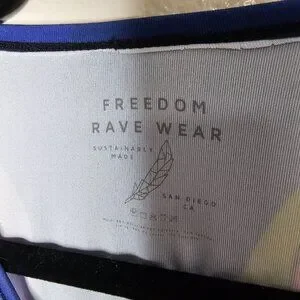 FREEDOM
RAVE WEAR
SUSTAINABLY
MADE
SAN DIEGO
CA